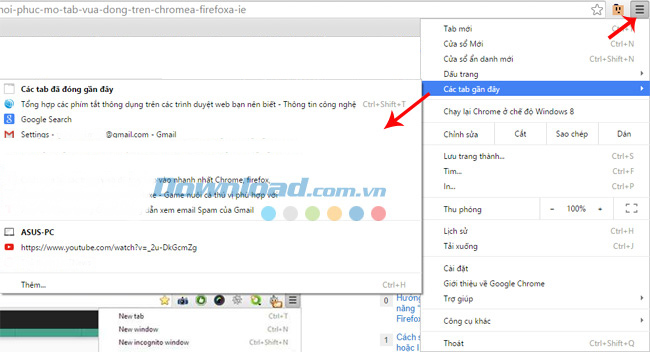 hoi-phuc-mo-tab-vua-dong-tren-chromea-firefoxa-ie
Tab mới
Cửa sổ Mới Ctrl+N
Cửa sổ ẩn danh mới Ctrl+Shift+N
Dấu trang
Các tab gần đây
Chạy lại Chrome ở chế độ Windows 8
Chỉnh sửa Cắt Sao chép Dán
Lưu trang thành... Ctrl+S
Tìm... Ctrl+F
In... Ctrl+P
Thu phóng − 100% +
Lịch sử Ctrl+H
Tải xuống Ctrl+J
Cài đặt
Giới thiệu về Google Chrome
Trợ giúp
Công cụ khác
Thoát Ctrl+Shift+Q
Các tab đã đóng gần đây
Tổng hợp các phím tắt thông dụng trên các trình duyệt web bạn nên biết - Thông tin công nghệ Ctrl+Shift+T
Google Search
Settings - @gmail.com - Gmail
vào nhanh nhất Chrome, firefox
xe - Game nuôi cá thú vị phù hợp với
dẫn xem email Spam của Gmail
Download.com.vn
ASUS-PC
https://www.youtube.com/watch?v=_2u-DkGcmZg
Thêm... Ctrl+H
New tab Ctrl+T
New window Ctrl+N
New incognito window Ctrl+Shift+N
0 Hướng
năng "
Firefox
1 Cách s
hoặc l